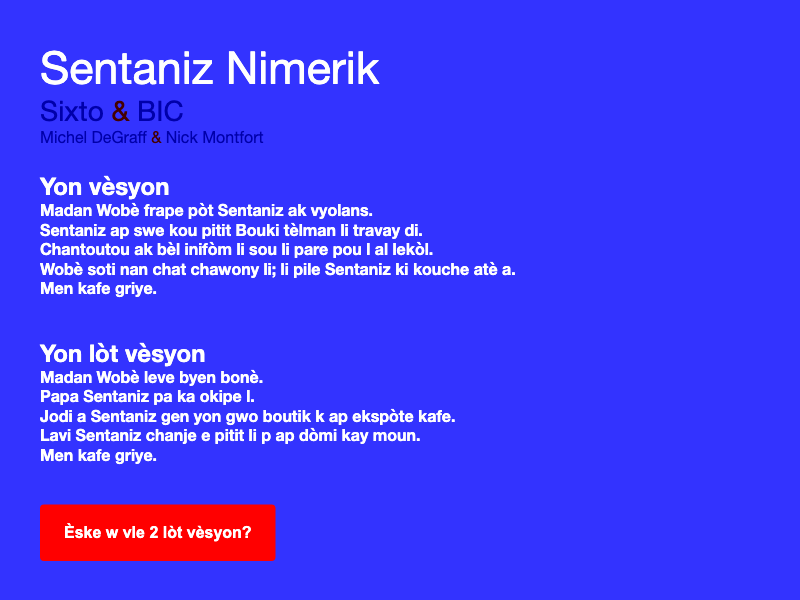 Sentaniz Nimerik
Sixto & BIC
Michel DeGraff & Nick Montfort
Yon vèsyon
Madan Wobè frape pòt Sentaniz ak vyolans.
Sentaniz ap swe kou pitit Bouki tèlman li travay di.
Chantoutou ak bèl inifòm li sou li pare pou l al lekòl.
Wobè soti nan chat chawony li; li pile Sentaniz ki kouche atè a.
Men kafe griye.
Yon lòt vèsyon
Madan Wobè leve byen bonè.
Papa Sentaniz pa ka okipe l.
Jodi a Sentaniz gen yon gwo boutik k ap ekspòte kafe.
Lavi Sentaniz chanje e pitit li p ap dòmi kay moun.
Men kafe griye.
Èske w vle 2 lòt vèsyon?